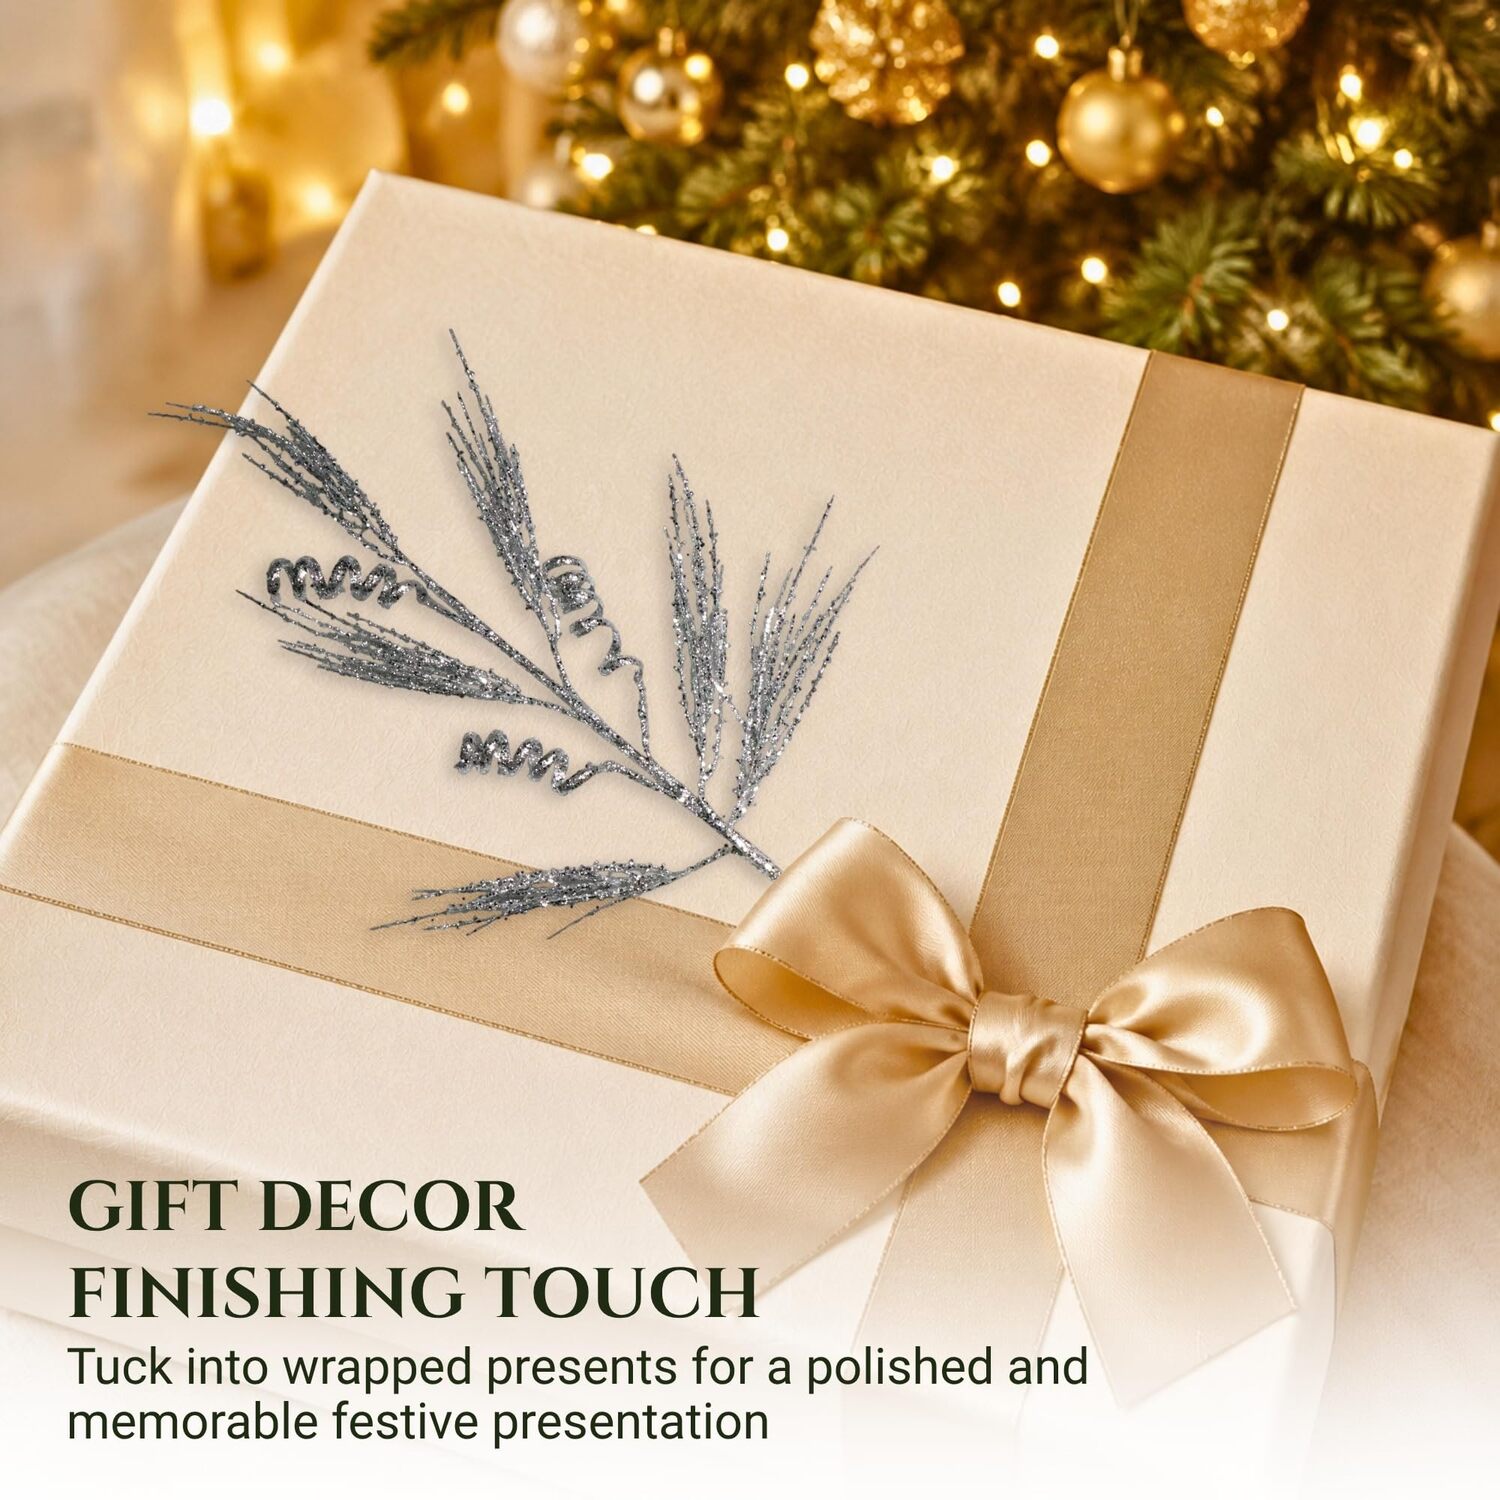 GIFT DECOR
FINISHING TOUCH
Tuck into wrapped presents for a polished and
memorable festive presentation